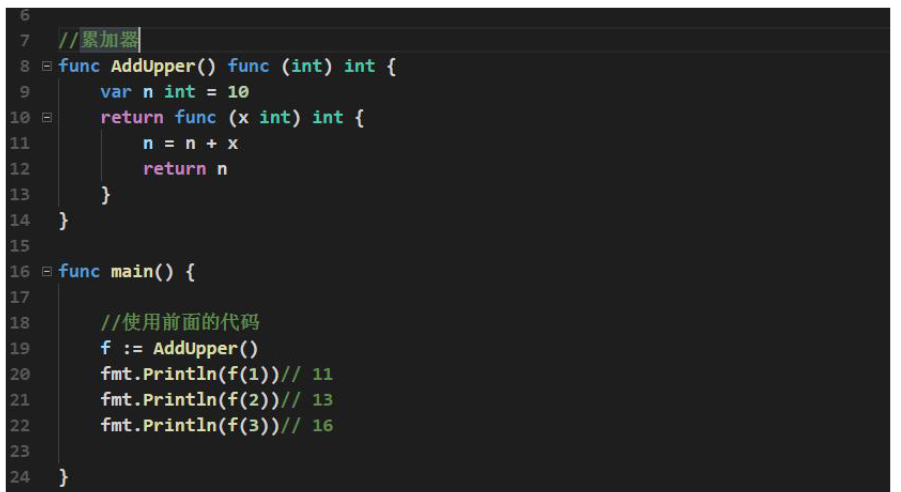 6
7 //累加器
8 func AddUpper() func (int) int {
9 var n int = 10
10 return func (x int) int {
11 n = n + x
12 return n
13 }
14 }
15
16 func main() {
17
18 //使用前面的代码
19 f := AddUpper()
20 fmt.Println(f(1))// 11
21 fmt.Println(f(2))// 13
22 fmt.Println(f(3))// 16
23
24 }